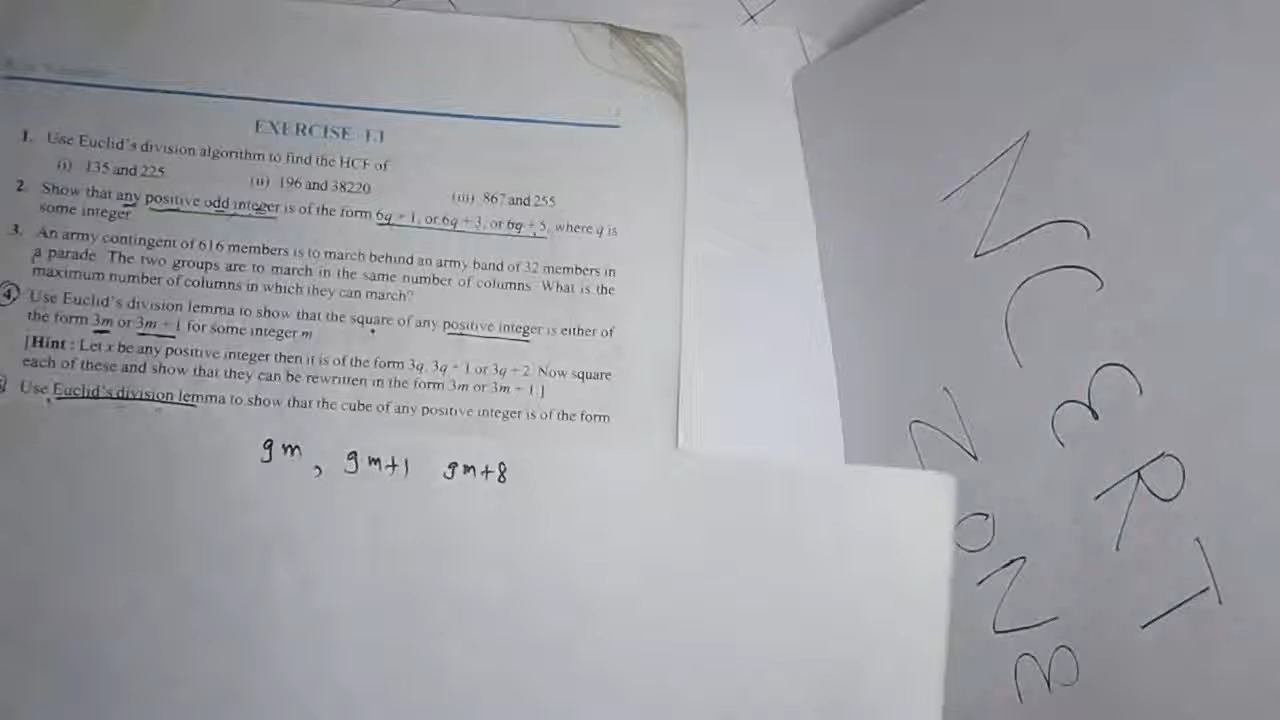 EXERCISE 1.1
1. Use Euclid's division algorithm to find the HCF of
(i) 135 and 225 (ii) 196 and 38220 (iii) 867 and 255
2. Show that any positive odd integer is of the form 6q + 1, or 6q + 3, or 6q + 5, where q is
some integer.
3. An army contingent of 616 members is to march behind an army band of 32 members in
a parade. The two groups are to march in the same number of columns. What is the
maximum number of columns in which they can march?
4. Use Euclid's division lemma to show that the square of any positive integer is either of
the form 3m or 3m + 1 for some integer m.
[Hint : Let x be any positive integer then it is of the form 3q, 3q + 1 or 3q + 2. Now square
each of these and show that they can be rewritten in the form 3m or 3m + 1.]
Use Euclid's division lemma to show that the cube of any positive integer is of the form
9m, 9m+1 9m+8
NCERT
ZONE